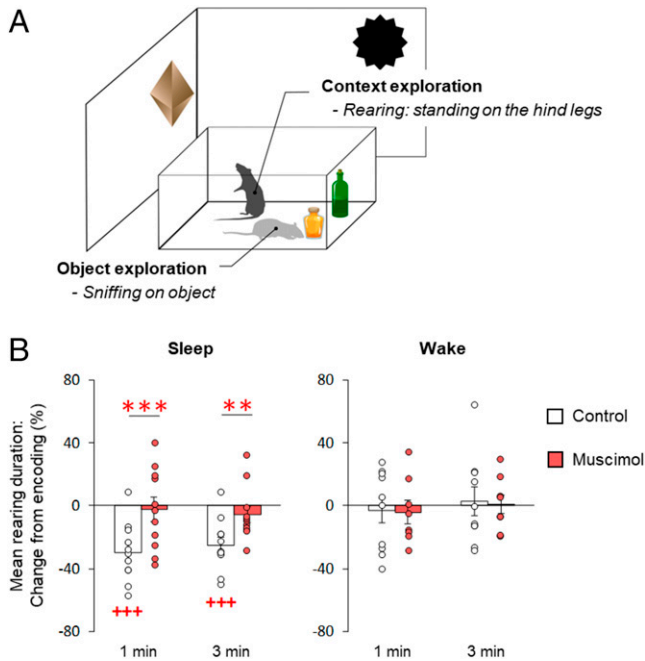 A
Context exploration
- Rearing: standing on the hind legs
Object exploration
- Sniffing on object
B
Sleep
Wake
Mean rearing duration:
Change from encoding (%)
80
40
0
-40
-80
***
**
+++
+++
1 min
3 min
80
40
0
-40
-80
1 min
3 min
Control
Muscimol